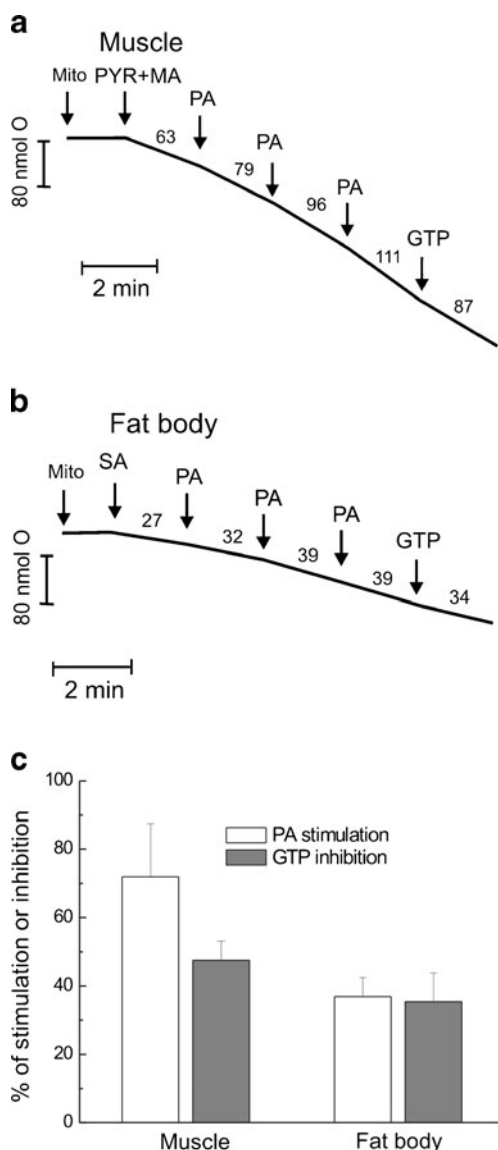 a
Muscle
Mito PYR+MA
PA
PA
PA
GTP
63
79
96
111
87
80 nmol O
2 min
b
Fat body
Mito SA
PA
PA
PA
GTP
27
32
39
39
34
80 nmol O
2 min
c
% of stimulation or inhibition
100
80
60
40
20
0
PA stimulation
GTP inhibition
Muscle Fat body